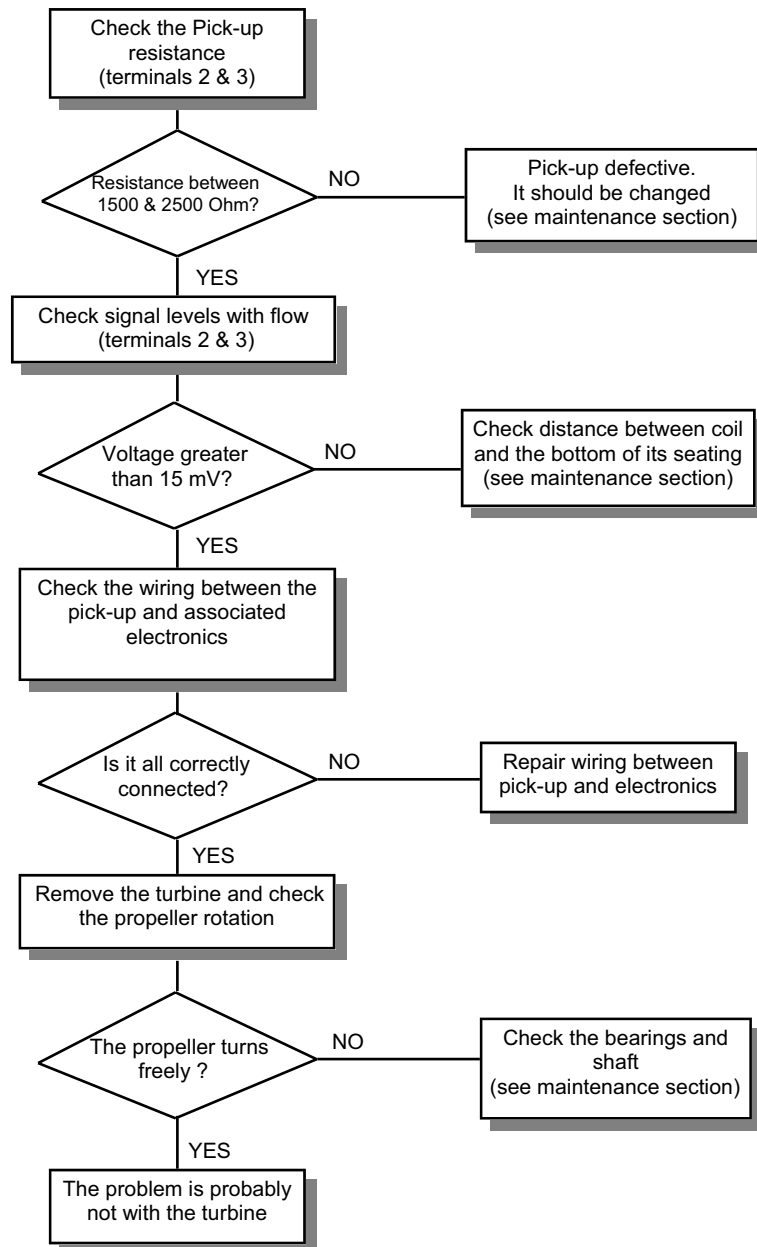 Check the Pick-up
resistance
(terminals 2 & 3)
Resistance between
1500 & 2500 Ohm?
NO
Pick-up defective.
It should be changed
(see maintenance section)
YES
Check signal levels with flow
(terminals 2 & 3)
Voltage greater
than 15 mV?
NO
Check distance between coil
and the bottom of its seating
(see maintenance section)
YES
Check the wiring between the
pick-up and associated
electronics
Is it all correctly
connected?
NO
Repair wiring between
pick-up and electronics
YES
Remove the turbine and check
the propeller rotation
The propeller turns
freely ?
NO
Check the bearings and
shaft
(see maintenance section)
YES
The problem is probably
not with the turbine